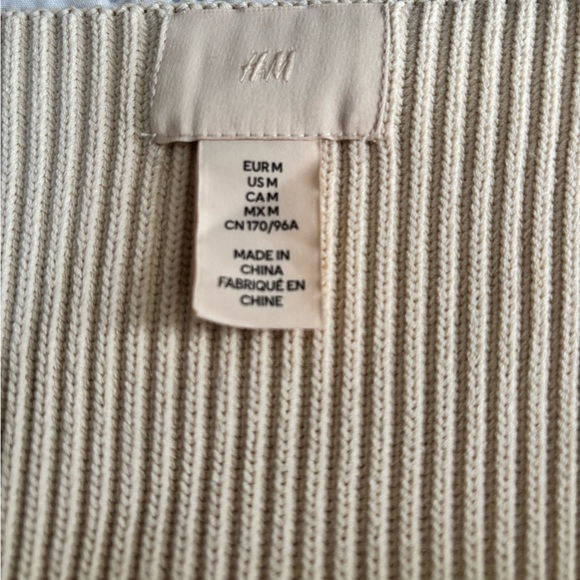 H&M
EUR M
US M
CA M
MX M
CN 170/96A
MADE IN
CHINA
FABRIQUÉ EN
CHINE